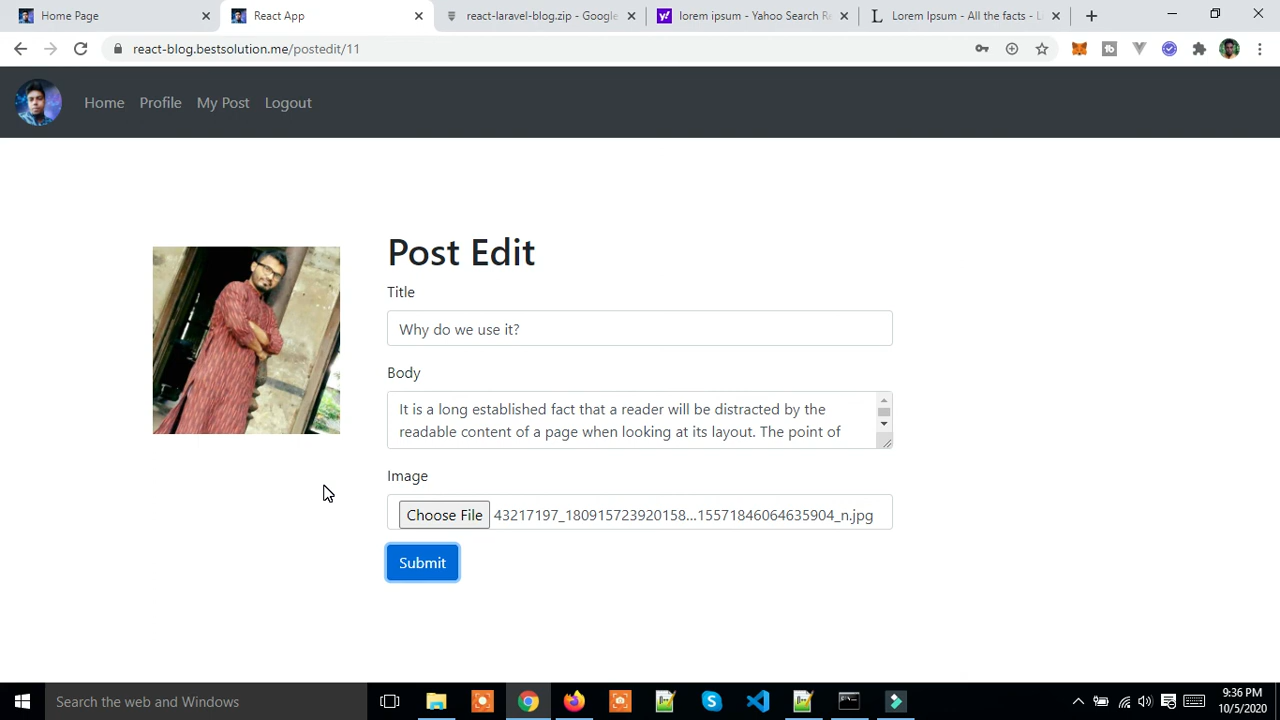 Home Page
React App
react-laravel-blog.zip - Google
lorem ipsum - Yahoo Search Re
Lorem Ipsum - All the facts - Li
react-blog.bestsolution.me/postedit/11
Home Profile My Post Logout
Post Edit
Title
Why do we use it?
Body
It is a long established fact that a reader will be distracted by the
readable content of a page when looking at its layout. The point of
Image
Choose File 43217197_180915723920158...15571846064635904_n.jpg
Submit
Search the web and Windows
9:36 PM
10/5/2020